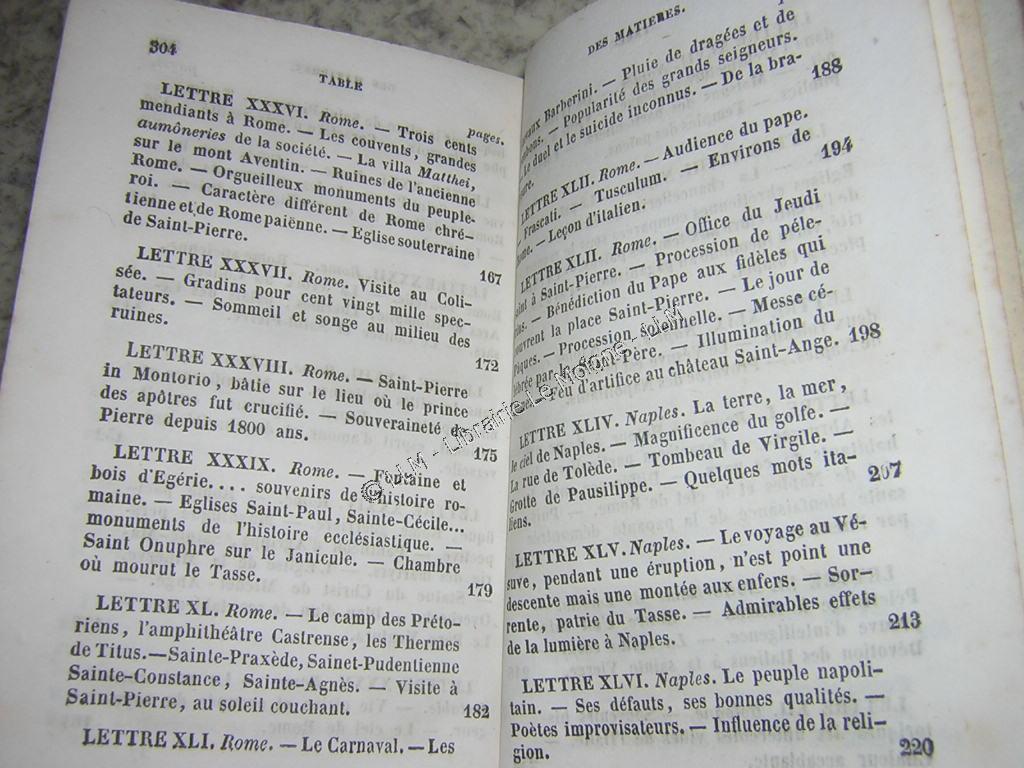 304
TABLE
pages.
LETTRE XXXVI. Rome. — Trois cents
mendiants à Rome. — Les couvents, grandes
aumôneries de la société. — La villa Matthei,
sur le mont Aventin. — Ruines de l'ancienne
Rome. — Orgueilleux monuments du peuple-
roi. — Caractère différent de Rome chré-
tienne et de Rome païenne. — Eglise souterraine
de Saint-Pierre. 167
LETTRE XXXVII. Rome. Visite au Coli-
sée. — Gradins pour cent vingt mille spec-
tateurs. — Sommeil et songe au milieu des
ruines. 172
LETTRE XXXVIII. Rome. — Saint-Pierre
in Montorio, bâtie sur le lieu où le prince
des apôtres fut crucifié. — Souveraineté de
Pierre depuis 1800 ans. 175
LETTRE XXXIX. Rome. — Fontaine et
bois d'Egérie.... souvenirs de l'histoire ro-
maine. — Eglises Saint-Paul, Sainte-Cécile...
monuments de l'histoire ecclésiastique. —
Saint Onuphre sur le Janicule. — Chambre
où mourut le Tasse. 179
LETTRE XL. Rome. — Le camp des Préto-
riens, l'amphithéâtre Castrense, les Thermes
de Titus. — Sainte-Praxède, Sainet-Pudentienne
Sainte-Constance, Sainte-Agnès. — Visite à
Saint-Pierre, au soleil couchant. 182
LETTRE XLI. Rome. — Le Carnaval. — Les
DES MATIERES.
Barberini. — Pluie de dragées et de
— Popularité des grands seigneurs.
Le duel et le suicide inconnus. — De la bra-
188
LETTRE XLII. Rome. — Audience du pape.
Frascati. — Tusculum. — Environs de
— Leçon d'italien. 194
LETTRE XLII. Rome. — Office du Jeudi
à Saint-Pierre. — Procession de péle-
— Bénédiction du Pape aux fidèles qui
la place Saint-Pierre. — Le jour de
— Procession solennelle. — Messe cé-
par le Saint-Père. — Illumination du
Feu d'artifice au château Saint-Ange. 198
LETTRE XLIV. Naples. La terre, la mer,
le ciel de Naples. — Magnificence du golfe. —
La rue de Tolède. — Tombeau de Virgile. —
Grotte de Pausilippe. — Quelques mots ita-
liens. 207
LETTRE XLV. Naples. — Le voyage au Vé-
suve, pendant une éruption, n'est point une
descente mais une montée aux enfers. — Sor-
rente, patrie du Tasse. — Admirables effets
de la lumière à Naples. 213
LETTRE XLVI. Naples. Le peuple napoli-
tain. — Ses défauts, ses bonnes qualités. —
Poètes improvisateurs. — Influence de la reli-
gion. 220
© NLM - Librairie Le Molone - NLM